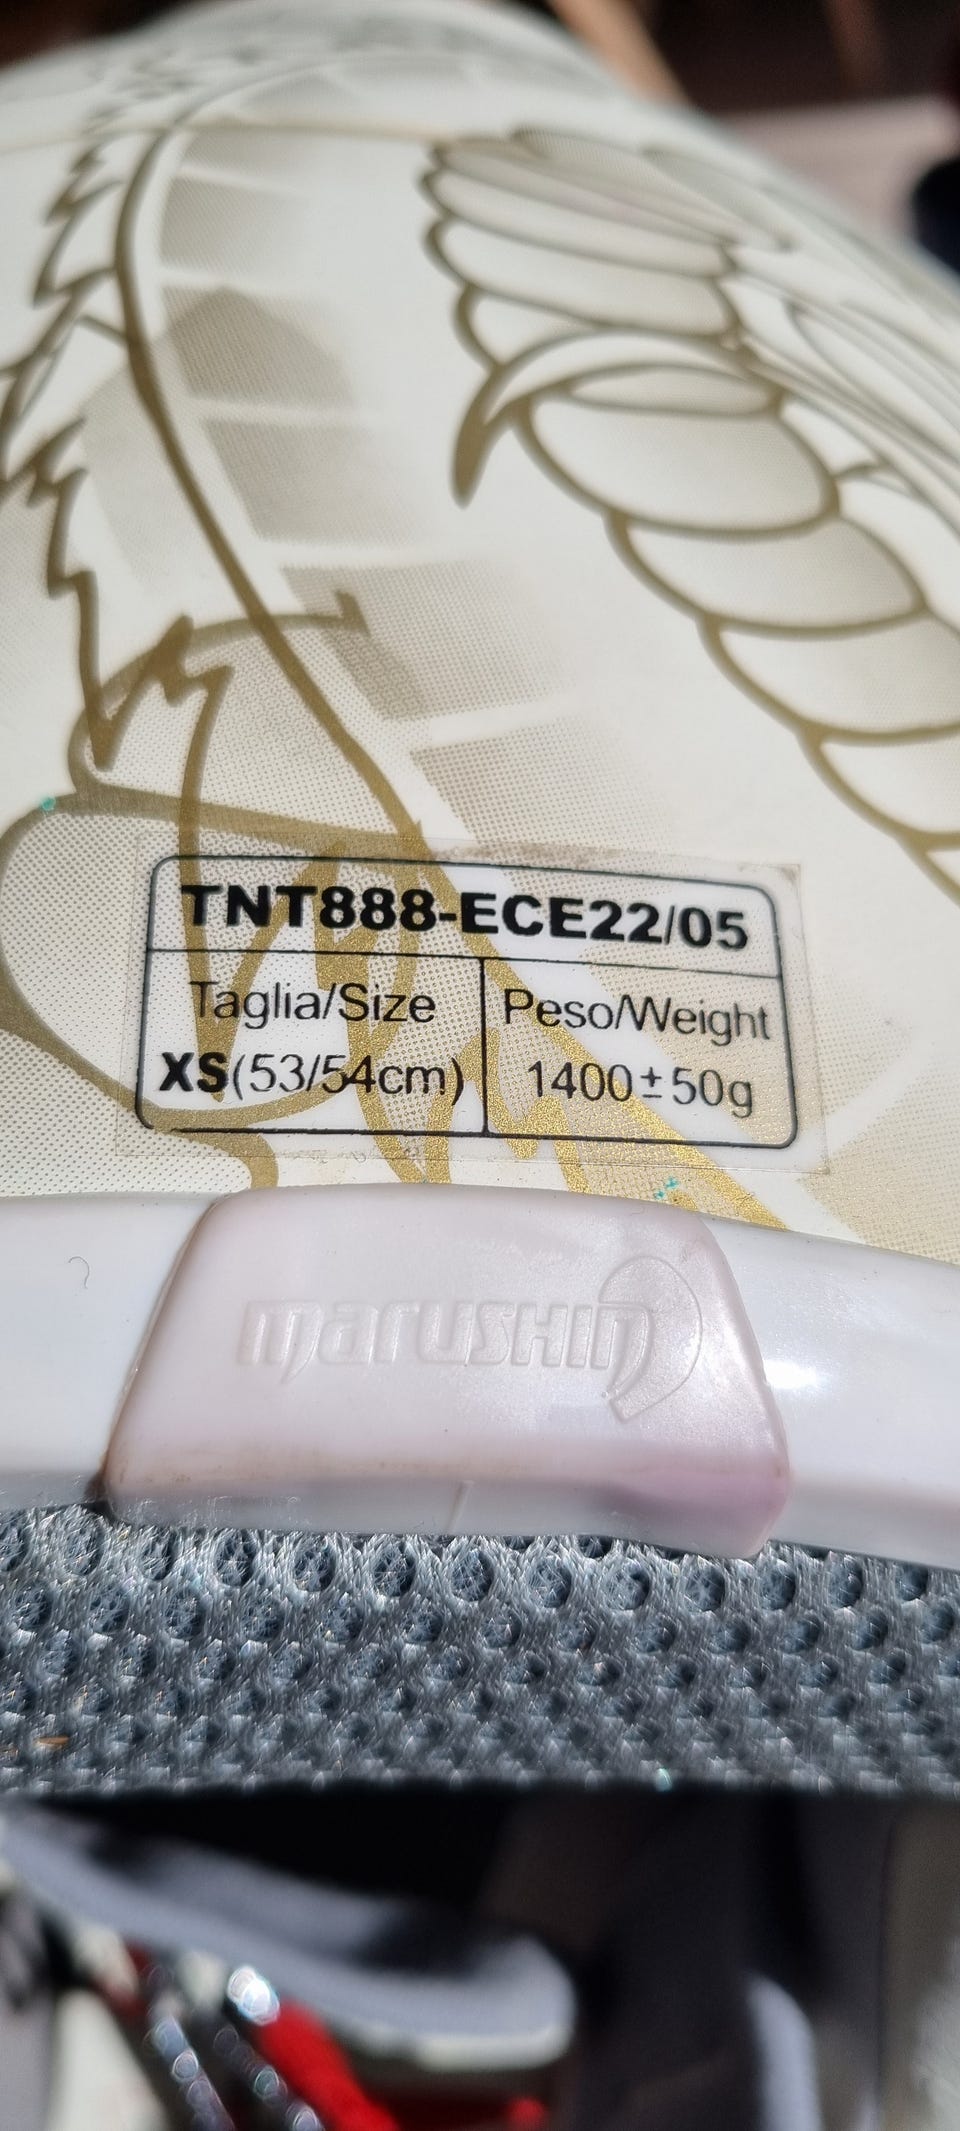 TNT888-ECE22/05
Taglia/Size
XS(53/54cm)
Peso/Weight
1400±50g
marushin